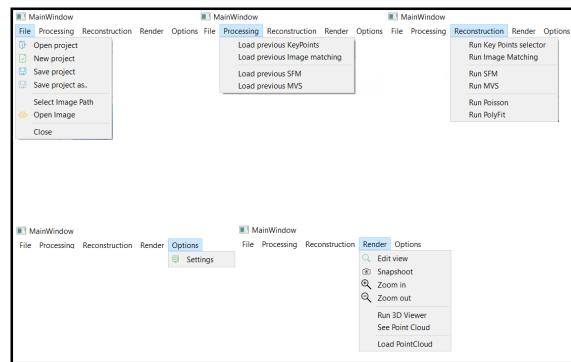 MainWindow
File Processing Reconstruction Render Options
Open project
New project
Save project
Save project as..
Select Image Path
Open Image
Close
MainWindow
File Processing Reconstruction Render Options
Load previous KeyPoints
Load previous Image matching
Load previous SFM
Load previous MVS
MainWindow
File Processing Reconstruction Render Options
Run Key Points selector
Run Image Matching
Run SFM
Run MVS
Run Poisson
Run PolyFit
MainWindow
File Processing Reconstruction Render Options
Settings
MainWindow
File Processing Reconstruction Render Options
Edit view
Snapshoot
Zoom in
Zoom out
Run 3D Viewer
See Point Cloud
Load PointCloud